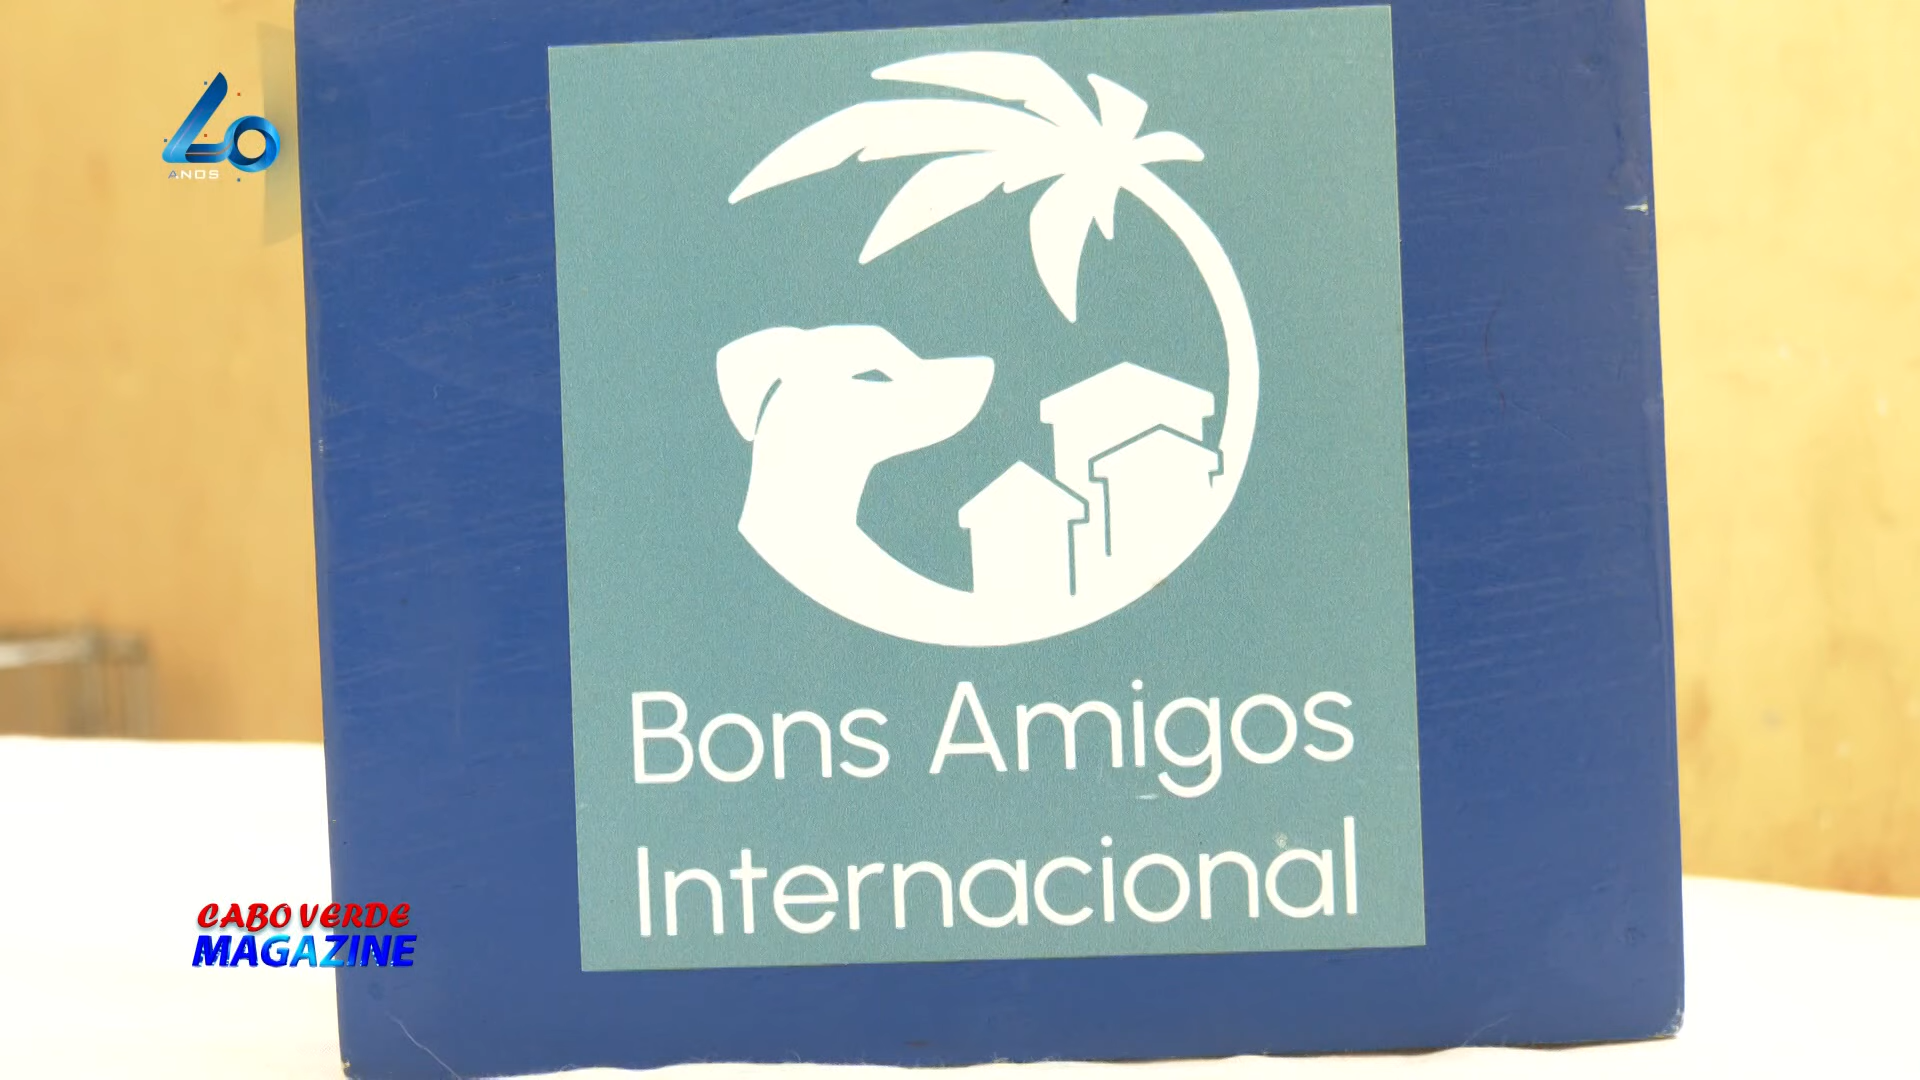 40
ANOS
Bons Amigos
Internacional
CABO VERDE
MAGAZINE